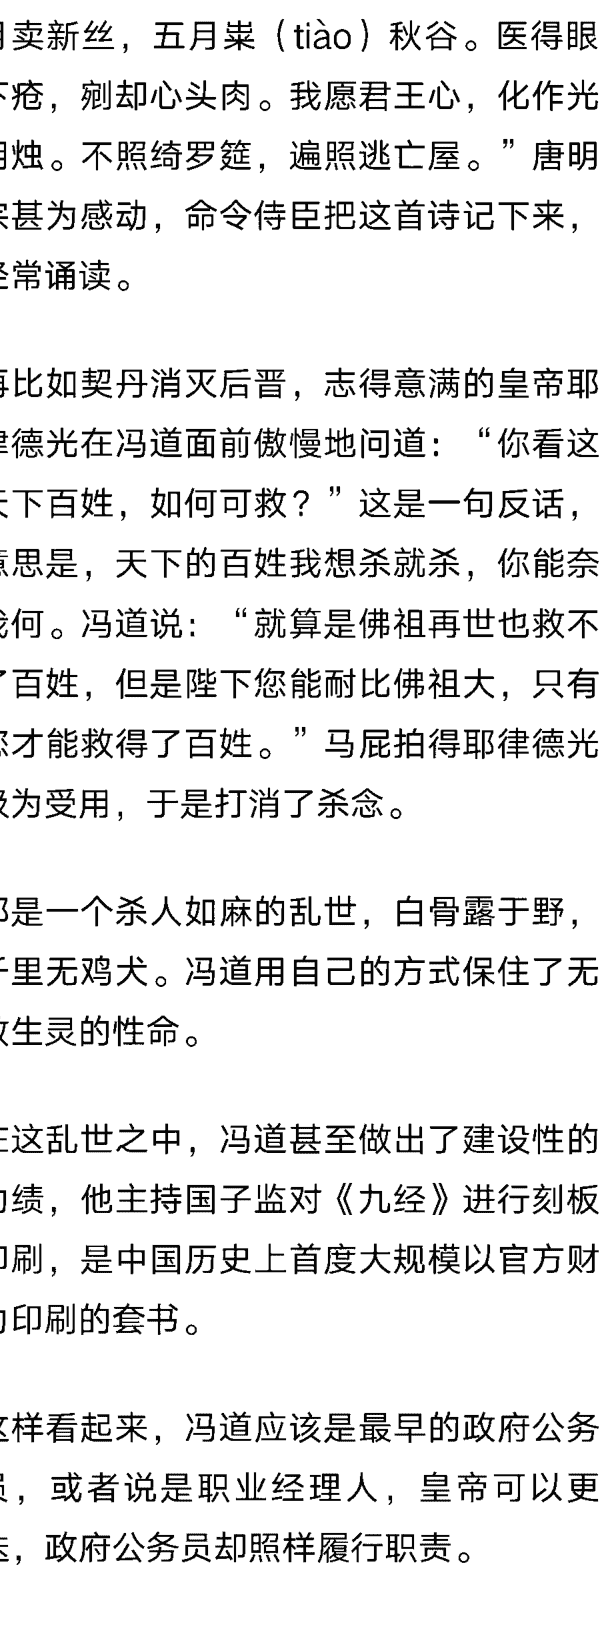 月卖新丝，五月粜（tiào）秋谷。医得眼
下疮，剜却心头肉。我愿君王心，化作光
明烛。不照绮罗筵，遍照逃亡屋。”唐明
宗甚为感动，命令侍臣把这首诗记下来，
经常诵读。
再比如契丹消灭后晋，志得意满的皇帝耶
律德光在冯道面前傲慢地问道：“你看这
天下百姓，如何可救？”这是一句反话，
意思是，天下的百姓我想杀就杀，你能奈
我何。冯道说：“就算是佛祖再世也救不
了百姓，但是陛下您能耐比佛祖大，只有
您才能救得了百姓。”马屁拍得耶律德光
极为受用，于是打消了杀念。
那是一个杀人如麻的乱世，白骨露于野，
千里无鸡犬。冯道用自己的方式保住了无
数生灵的性命。
在这乱世之中，冯道甚至做出了建设性的
功绩，他主持国子监对《九经》进行刻板
印刷，是中国历史上首度大规模以官方财
力印刷的套书。
这样看起来，冯道应该是最早的政府公务
员，或者说是职业经理人，皇帝可以更
迭，政府公务员却照样履行职责。